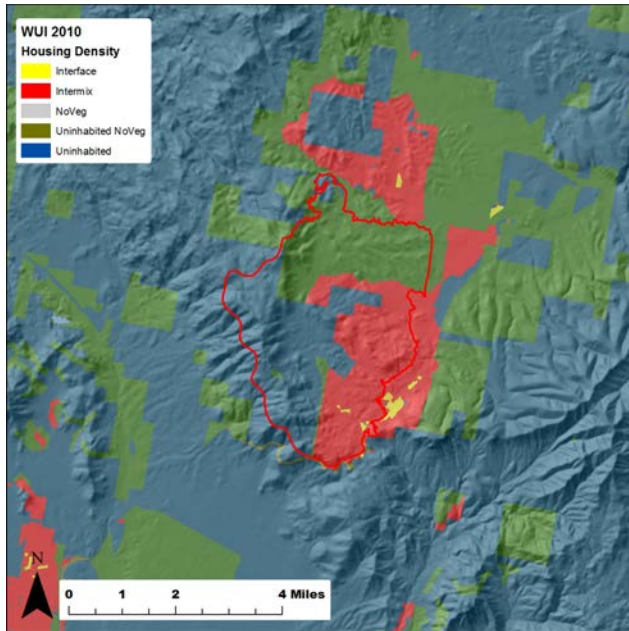 WUI 2010
Housing Density
Interface
Intermix
NoVeg
Uninhabited NoVeg
Uninhabited
N
0 1 2 4 Miles